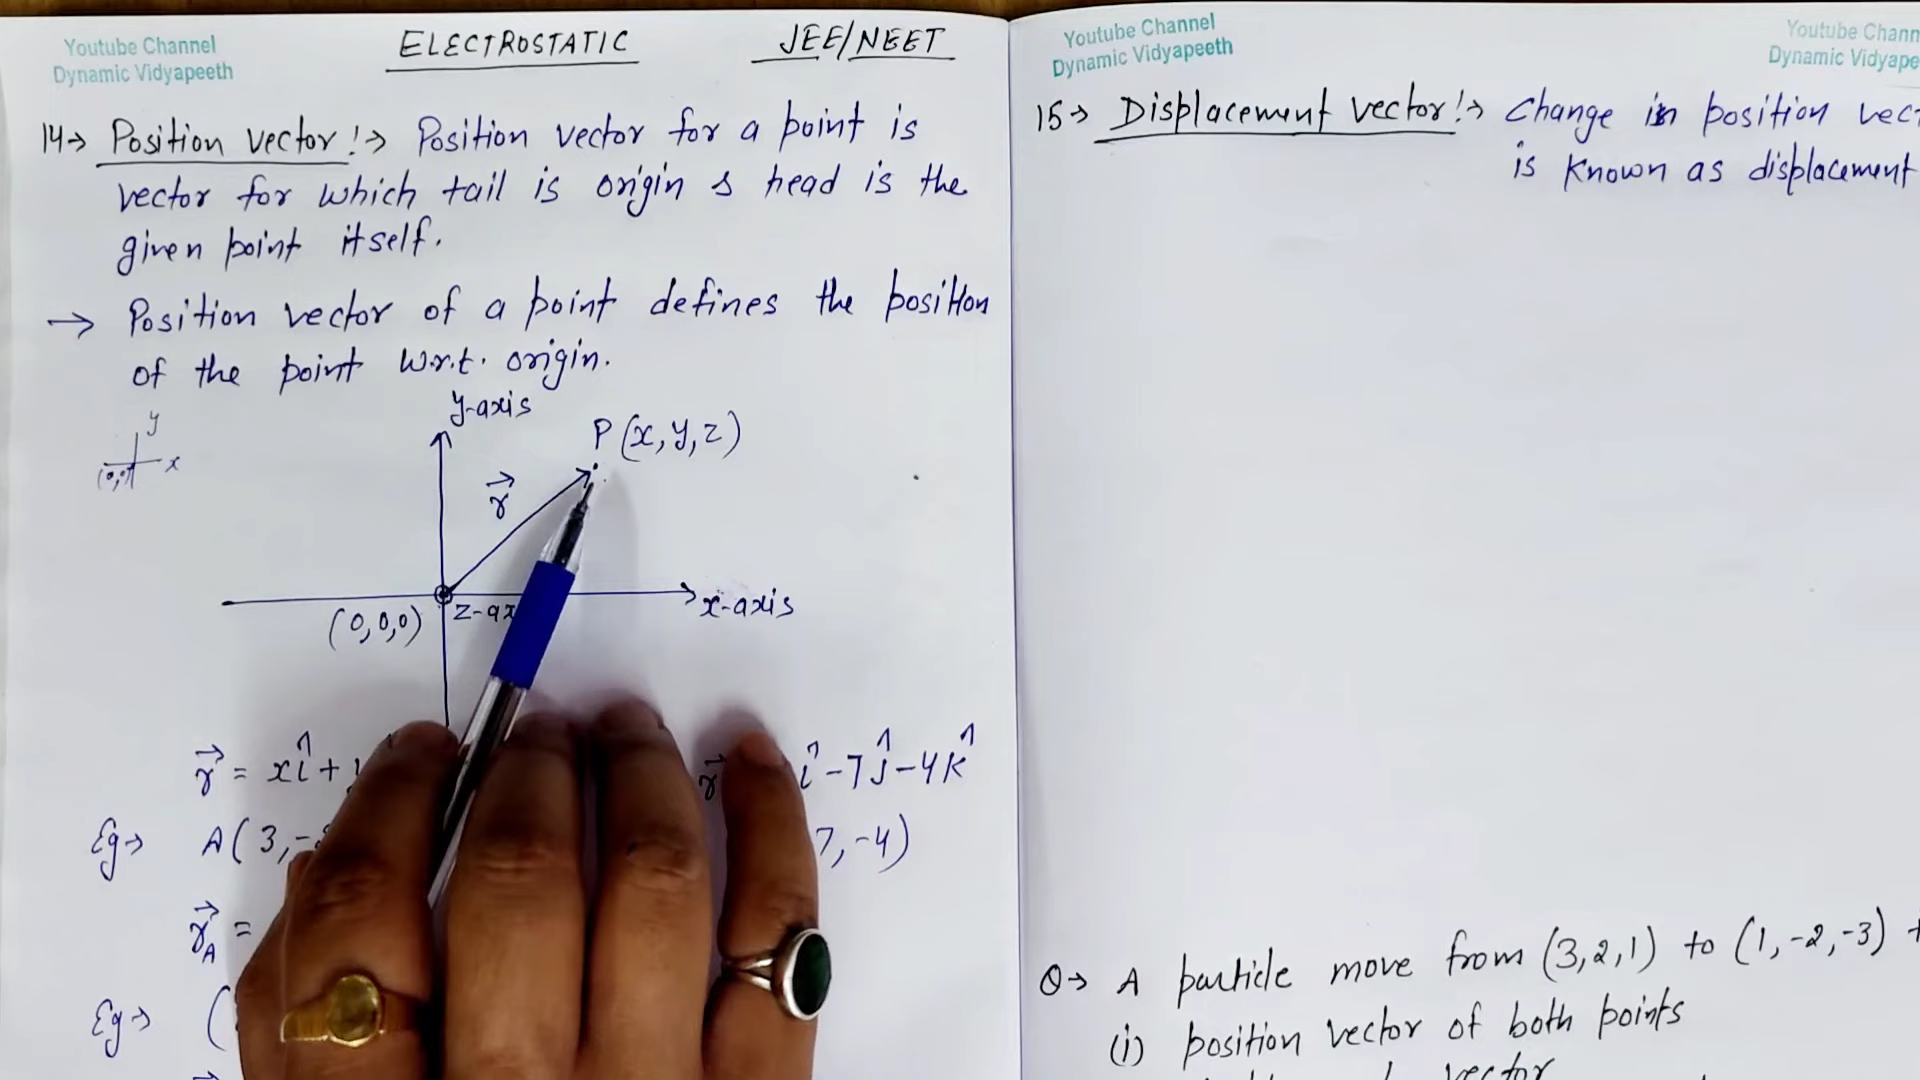 Youtube Channel
Dynamic Vidyapeeth
ELECTROSTATIC JEE/NEET
14→ Position vector!→ Position vector for a point is
vector for which tail is origin & head is the
given point itself.
→ Position vector of a point defines the position
of the point w.r.t. origin.
y-axis
P (x, y, z)
y
x
(0,0)
r⃗
x-axis
(0,0,0)
r⃗ = xî +
î - 7ĵ - 4k̂
Eg→ A(3,-
7, -4)
r⃗A =
Eg→ (
Youtube Channel
Dynamic Vidyapeeth
15→ Displacement vector!→ Change in position
is known as displacement
Q→ A particle move from (3,2,1) to (1,-2,-3)
(i) position vector of both points
vector